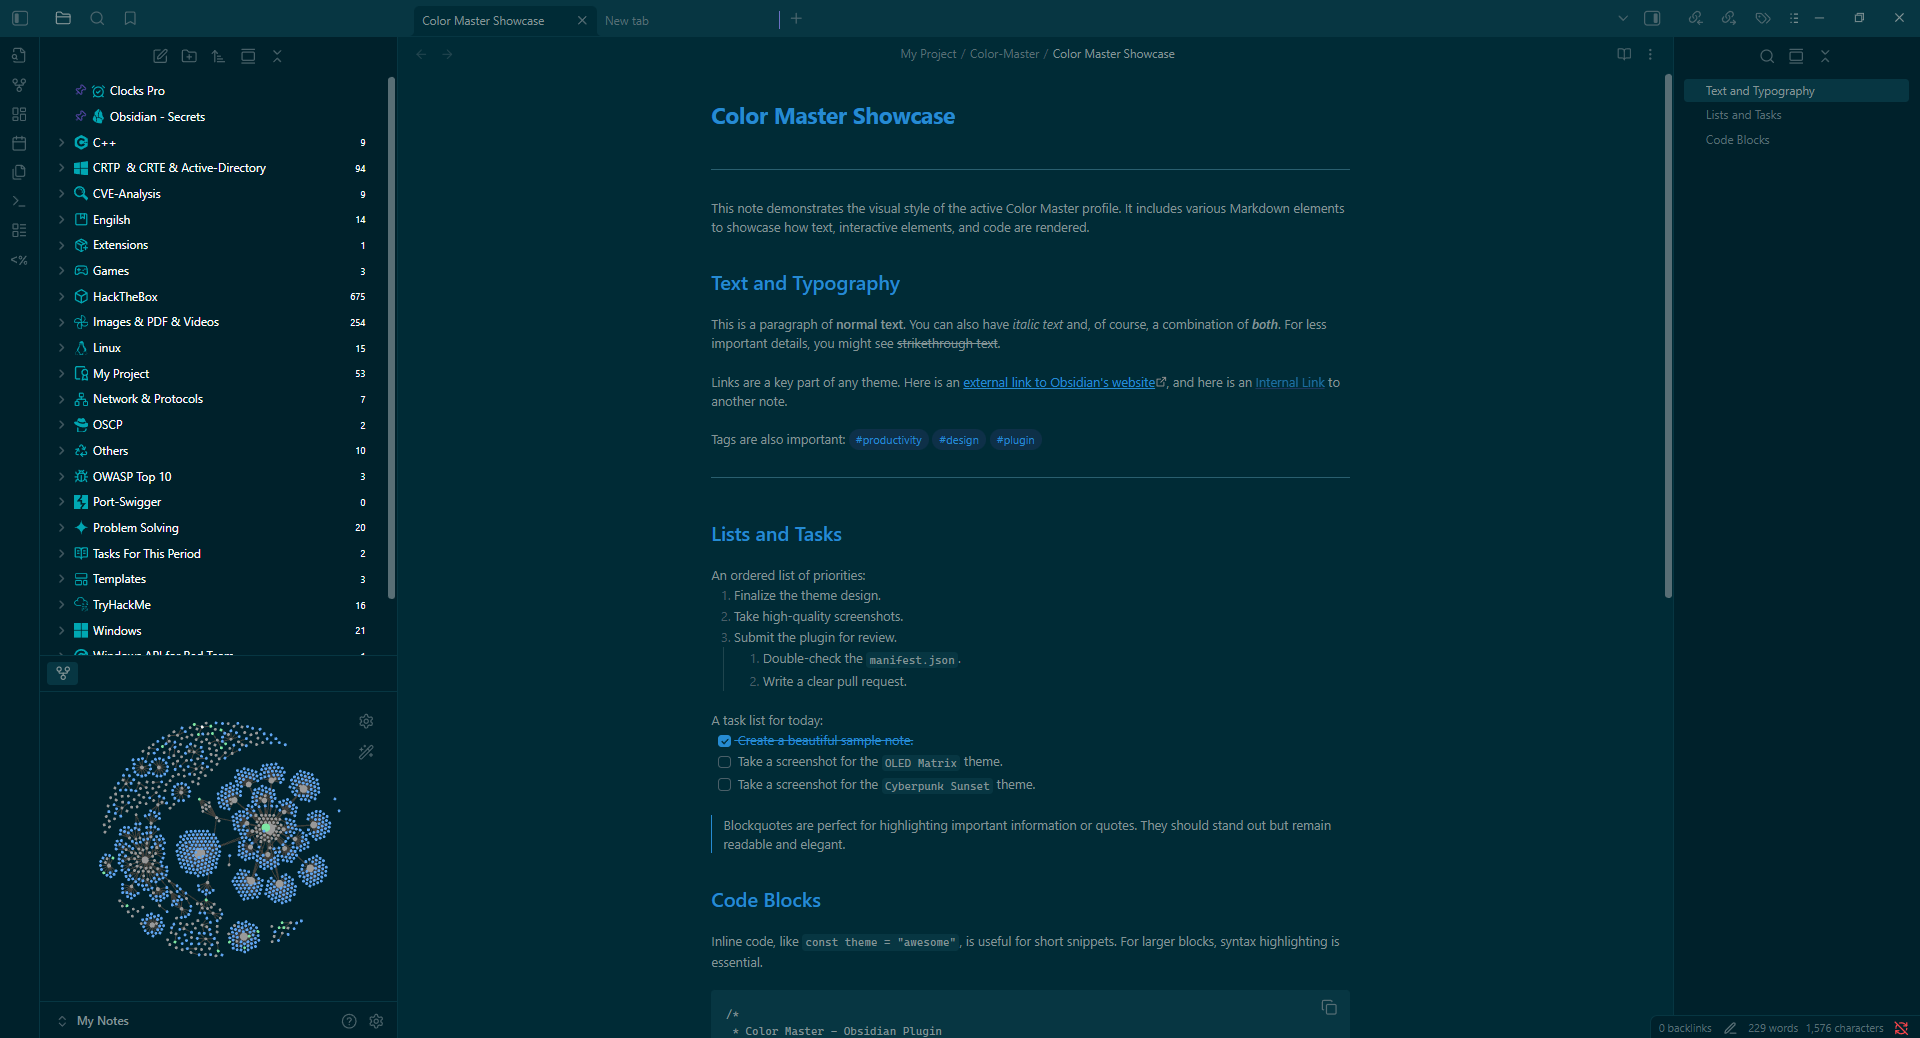 Color Master Showcase
New tab
Clocks Pro
Obsidian - Secrets
C++ 9
CRTP & CRTE & Active-Directory 94
CVE-Analysis 9
Engilsh 14
Extensions 1
Games 3
HackTheBox 675
Images & PDF & Videos 254
Linux 15
My Project 53
Network & Protocols 7
OSCP 2
Others 10
OWASP Top 10 3
Port-Swigger 0
Problem Solving 20
Tasks For This Period 2
Templates 3
TryHackMe 16
Windows 21
Windows API for Red Team
My Notes
My Project / Color-Master / Color Master Showcase
Color Master Showcase
This note demonstrates the visual style of the active Color Master profile. It includes various Markdown elements
to showcase how text, interactive elements, and code are rendered.
Text and Typography
This is a paragraph of normal text. You can also have italic text and, of course, a combination of both. For less
important details, you might see strikethrough text.
Links are a key part of any theme. Here is an external link to Obsidian's website, and here is an Internal Link to
another note.
Tags are also important: #productivity #design #plugin
Lists and Tasks
An ordered list of priorities:
1. Finalize the theme design.
2. Take high-quality screenshots.
3. Submit the plugin for review.
1. Double-check the manifest.json.
2. Write a clear pull request.
A task list for today:
Create a beautiful sample note.
Take a screenshot for the OLED Matrix theme.
Take a screenshot for the Cyberpunk Sunset theme.
Blockquotes are perfect for highlighting important information or quotes. They should stand out but remain
readable and elegant.
Code Blocks
Inline code, like const theme = "awesome", is useful for short snippets. For larger blocks, syntax highlighting is
essential.
/*
* Color Master - Obsidian Plugin
Text and Typography
Lists and Tasks
Code Blocks
0 backlinks 229 words 1,576 characters